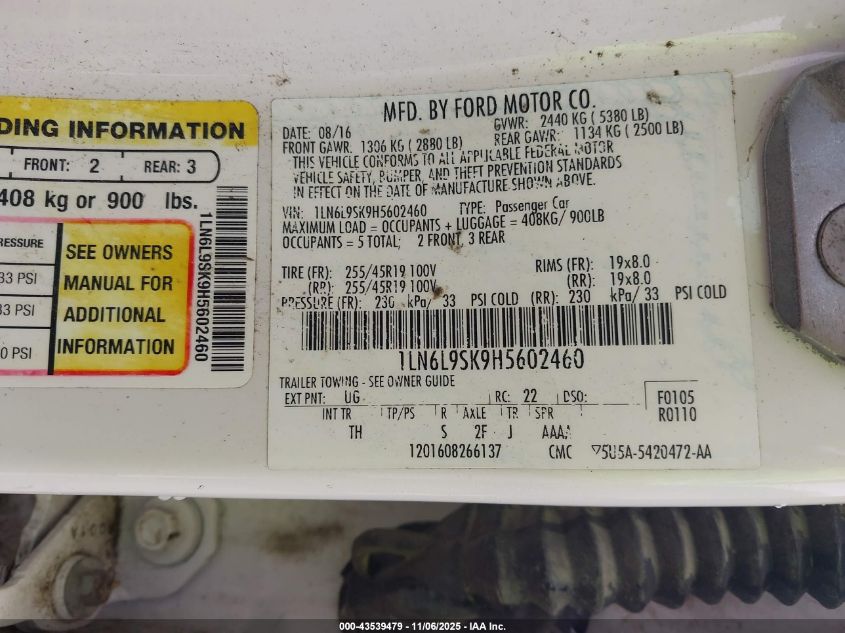 DING INFORMATION
FRONT: 2 REAR: 3
408 kg or 900 lbs.
RESSURE
33 PSI
33 PSI
0 PSI
SEE OWNERS
MANUAL FOR
ADDITIONAL
INFORMATION
1LN6L9SK9H5602460
MFD. BY FORD MOTOR CO.
DATE: 08/16 GVWR: 2440 KG ( 5380 LB)
FRONT GAWR: 1306 KG ( 2880 LB) REAR GAWR: 1134 KG ( 2500 LB)
THIS VEHICLE CONFORMS TO ALL APPLICABLE FEDERAL MOTOR
VEHICLE SAFETY, BUMPER, AND THEFT PREVENTION STANDARDS
IN EFFECT ON THE DATE OF MANUFACTURE SHOWN ABOVE.
VIN: 1LN6L9SK9H5602460 TYPE: Passenger Car
MAXIMUM LOAD = OCCUPANTS + LUGGAGE = 408KG/ 900LB
OCCUPANTS = 5 TOTAL; 2 FRONT, 3 REAR
TIRE (FR): 255/45R19 100V RIMS (FR): 19x8.0
(RR): 255/45R19 100V (RR): 19x8.0
PRESSURE (FR): 230 kPa/ 33 PSI COLD (RR): 230 kPa/ 33 PSI COLD
1LN6L9SK9H5602460
TRAILER TOWING - SEE OWNER GUIDE
EXT PNT: UG RC: 22 DSO: F0105
INT TR TP/PS R AXLE TR SPR R0110
TH S 2F J AAAA
1201608266137 CMC ▽5U5A-5420472-AA
000-43539479 - 11/06/2025 - IAA Inc.